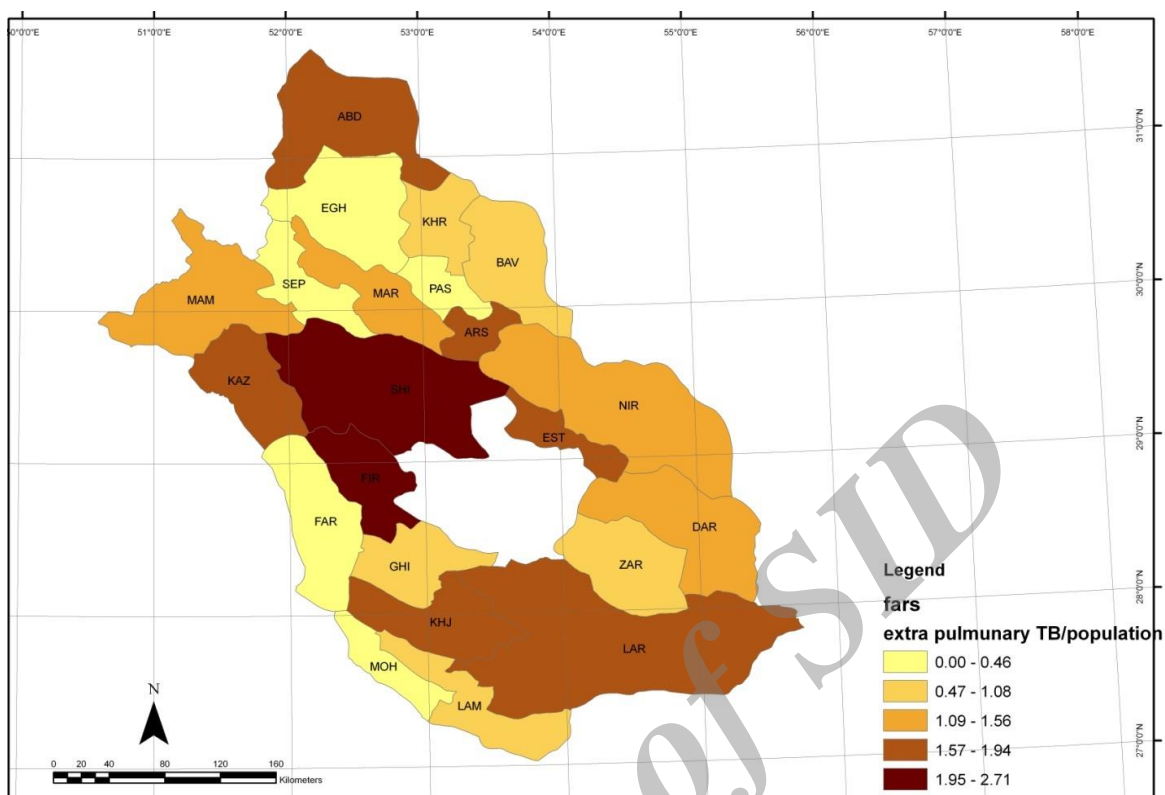 50°0'0"E 51°0'0"E 52°0'0"E 53°0'0"E 54°0'0"E 55°0'0"E 56°0'0"E 57°0'0"E 58°0'0"E
31°0'0"N
30°0'0"N
29°0'0"N
28°0'0"N
27°0'0"N
ABD
EGH
KHR
BAV
SEP
PAS
MAR
MAM
ARS
KAZ
SHI
NIR
EST
FIR
FAR
DAR
GHI
ZAR
KHJ
LAR
MOH
LAM
Legend
fars
extra pulmunary TB/population
0.00 - 0.46
0.47 - 1.08
1.09 - 1.56
1.57 - 1.94
1.95 - 2.71
N
0 20 40 80 120 160
Kilometers
of SID